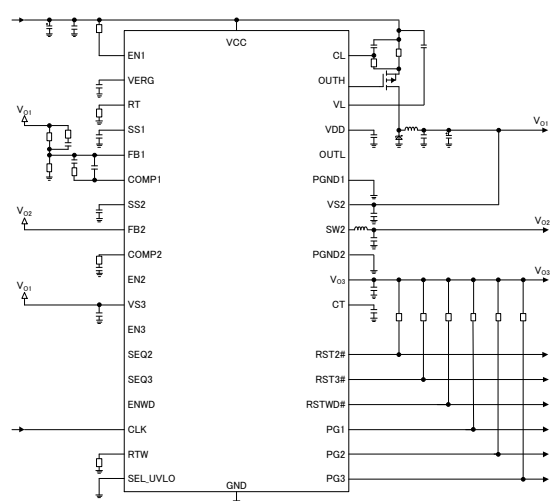 VCC
EN1
VERG
RT
SS1
FB1
COMP1
SS2
FB2
COMP2
EN2
VS3
EN3
SEQ2
SEQ3
ENWD
CLK
RTW
SEL_UVLO
GND
CL
OUTH
VL
VDD
OUTL
PGND1
VS2
SW2
PGND2
VO3
CT
RST2#
RST3#
RSTWD#
PG1
PG2
PG3
VO1
VO2
VO1
VO1
VO2
VO3